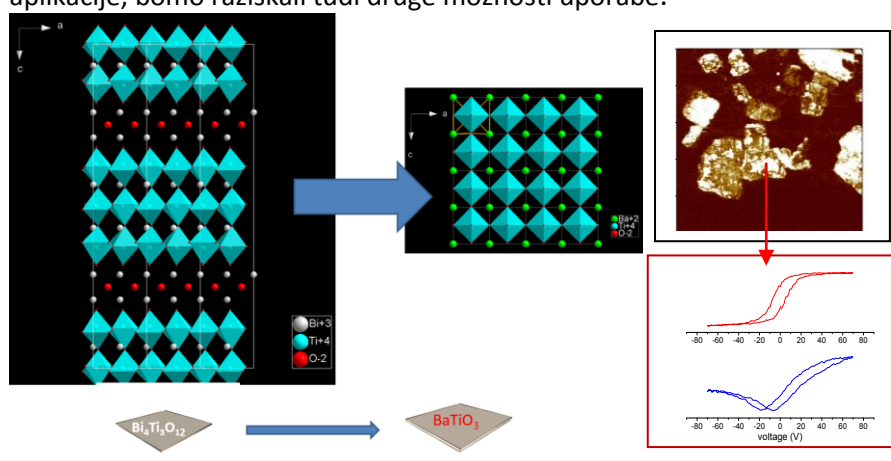 aplikacije, bomo raziskali tudi druge možnosti uporabe.
a
c
Bi+3
Ti+4
O-2
a
c
Ba+2
Ti+4
O-2
-80 -60 -40 -20 0 20 40 60 80
-80 -60 -40 -20 0 20 40 60 80
voltage (V)
Bi₄Ti₃O₁₂
BaTiO₃